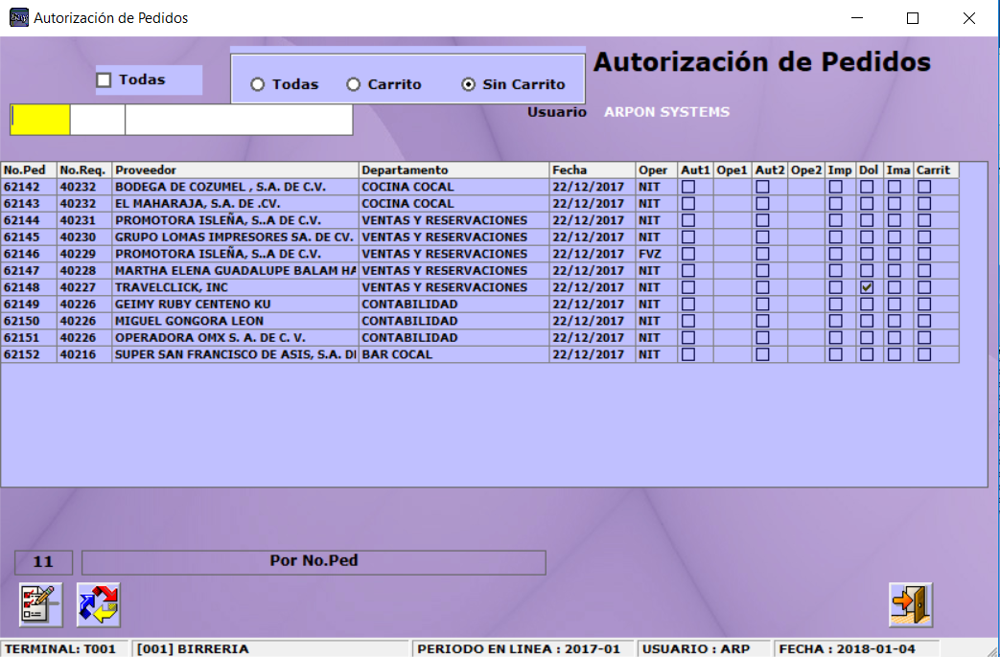 Autorización de Pedidos
Todas
Todas Carrito Sin Carrito
Autorización de Pedidos
Usuario ARPON SYSTEMS
No.Ped No.Req. Proveedor Departamento Fecha Oper Aut1 Ope1 Aut2 Ope2 Imp Dol Ima Carrit
62142 40232 BODEGA DE COZUMEL , S.A. DE C.V. COCINA COCAL 22/12/2017 NIT
62143 40232 EL MAHARAJA, S.A. DE .CV. COCINA COCAL 22/12/2017 NIT
62144 40231 PROMOTORA ISLEÑA, S..A DE C.V. VENTAS Y RESERVACIONES 22/12/2017 NIT
62145 40230 GRUPO LOMAS IMPRESORES SA. DE CV. VENTAS Y RESERVACIONES 22/12/2017 NIT
62146 40229 PROMOTORA ISLEÑA, S..A DE C.V. VENTAS Y RESERVACIONES 22/12/2017 FVZ
62147 40228 MARTHA ELENA GUADALUPE BALAM HA VENTAS Y RESERVACIONES 22/12/2017 NIT
62148 40227 TRAVELCLICK, INC VENTAS Y RESERVACIONES 22/12/2017 NIT
62149 40226 GEIMY RUBY CENTENO KU CONTABILIDAD 22/12/2017 NIT
62150 40226 MIGUEL GONGORA LEON CONTABILIDAD 22/12/2017 NIT
62151 40226 OPERADORA OMX S. A. DE C. V. CONTABILIDAD 22/12/2017 NIT
62152 40216 SUPER SAN FRANCISCO DE ASIS, S.A. DE BAR COCAL 22/12/2017 NIT
11 Por No.Ped
TERMINAL: T001 [001] BIRRERIA PERIODO EN LINEA : 2017-01 USUARIO : ARP FECHA : 2018-01-04